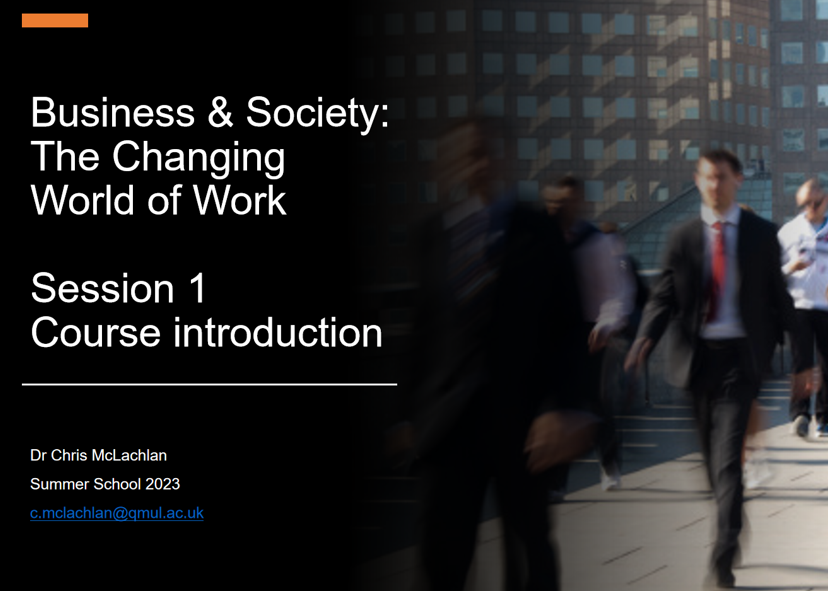 Business & Society:
The Changing
World of Work
Session 1
Course introduction
Dr Chris McLachlan
Summer School 2023
c.mclachlan@qmul.ac.uk